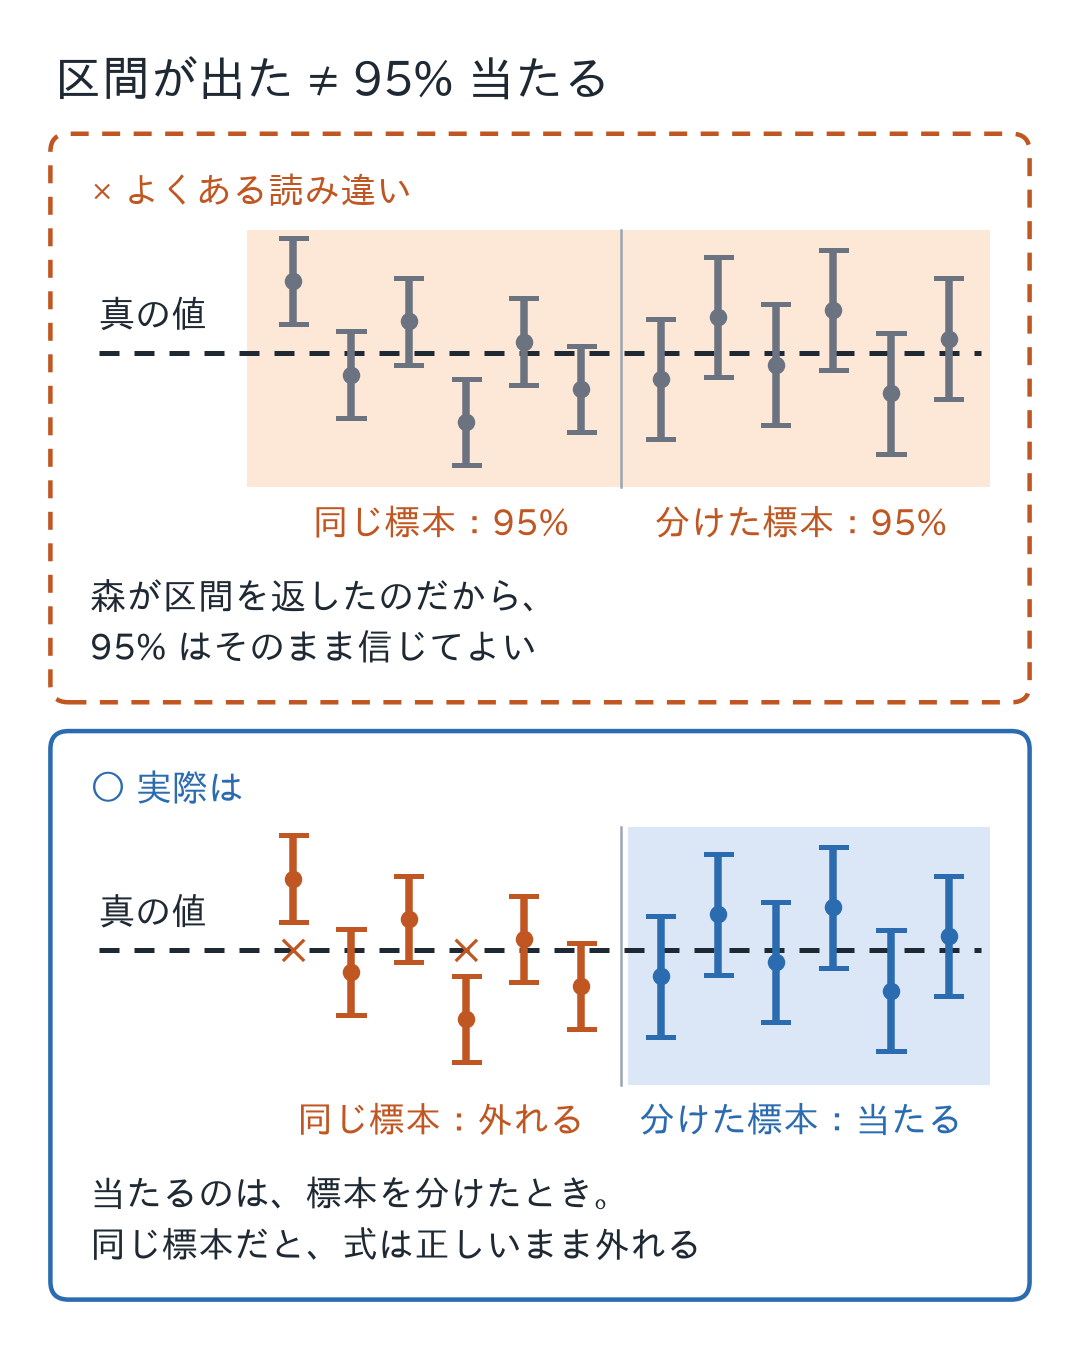 区間が出た ≠ 95% 当たる
× よくある読み違い
真の値
同じ標本：95%
分けた標本：95%
森が区間を返したのだから、
95% はそのまま信じてよい
○ 実際は
真の値
同じ標本：外れる
分けた標本：当たる
当たるのは、標本を分けたとき。
同じ標本だと、式は正しいまま外れる